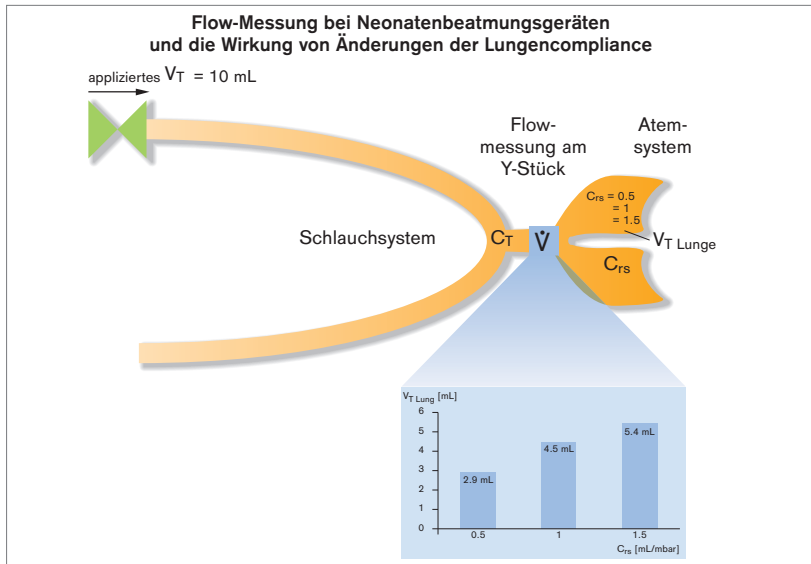 Flow-Messung bei Neonatenbeatmungsgeräten
und die Wirkung von Änderungen der Lungencompliance
appliziertes VT = 10 mL
Flow-
messung am
Y-Stück
Atem-
system
Crs = 0.5
= 1
= 1.5
VT Lunge
Schlauchsystem
CT
V̇
Crs
VT Lung [mL]
6
5
4
3
2
1
0
2.9 mL
4.5 mL
5.4 mL
0.5
1
1.5
Crs [mL/mbar]